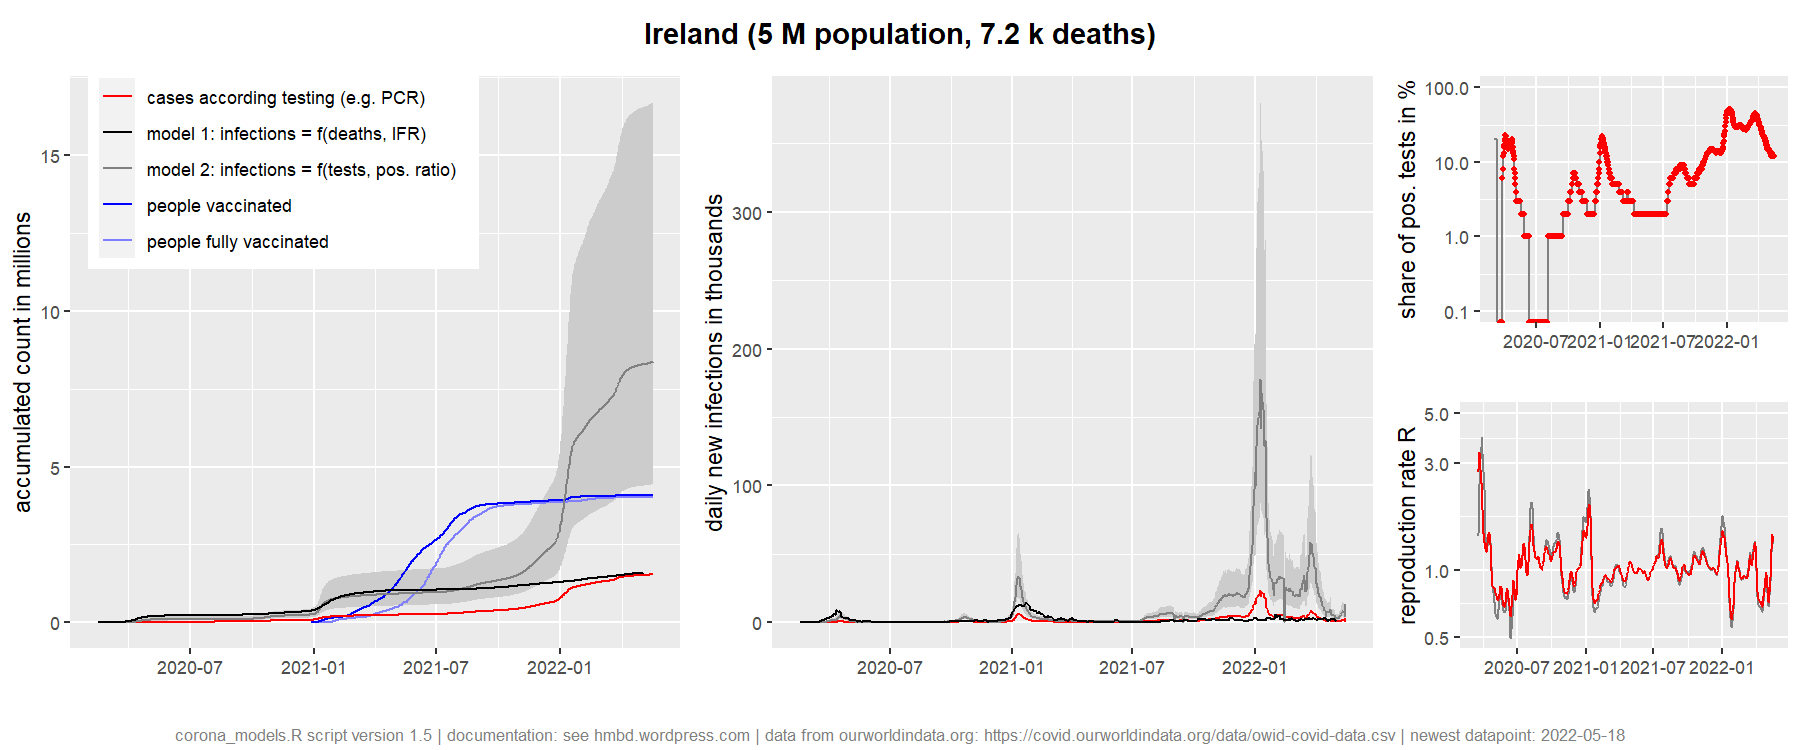 Ireland (5 M population, 7.2 k deaths)
cases according testing (e.g. PCR)
model 1: infections = f(deaths, IFR)
model 2: infections = f(tests, pos. ratio)
people vaccinated
people fully vaccinated
accumulated count in millions
15
10
5
0
2020-07
2021-01
2021-07
2022-01
daily new infections in thousands
300
200
100
0
2020-07
2021-01
2021-07
2022-01
share of pos. tests in %
100.0
10.0
1.0
0.1
2020-07
2021-01
2021-07
2022-01
reproduction rate R
5.0
3.0
1.0
0.5
2020-07
2021-01
2021-07
2022-01
corona_models.R script version 1.5 | documentation: see hmbd.wordpress.com | data from ourworldindata.org: https://covid.ourworldindata.org/data/owid-covid-data.csv | newest datapoint: 2022-05-18